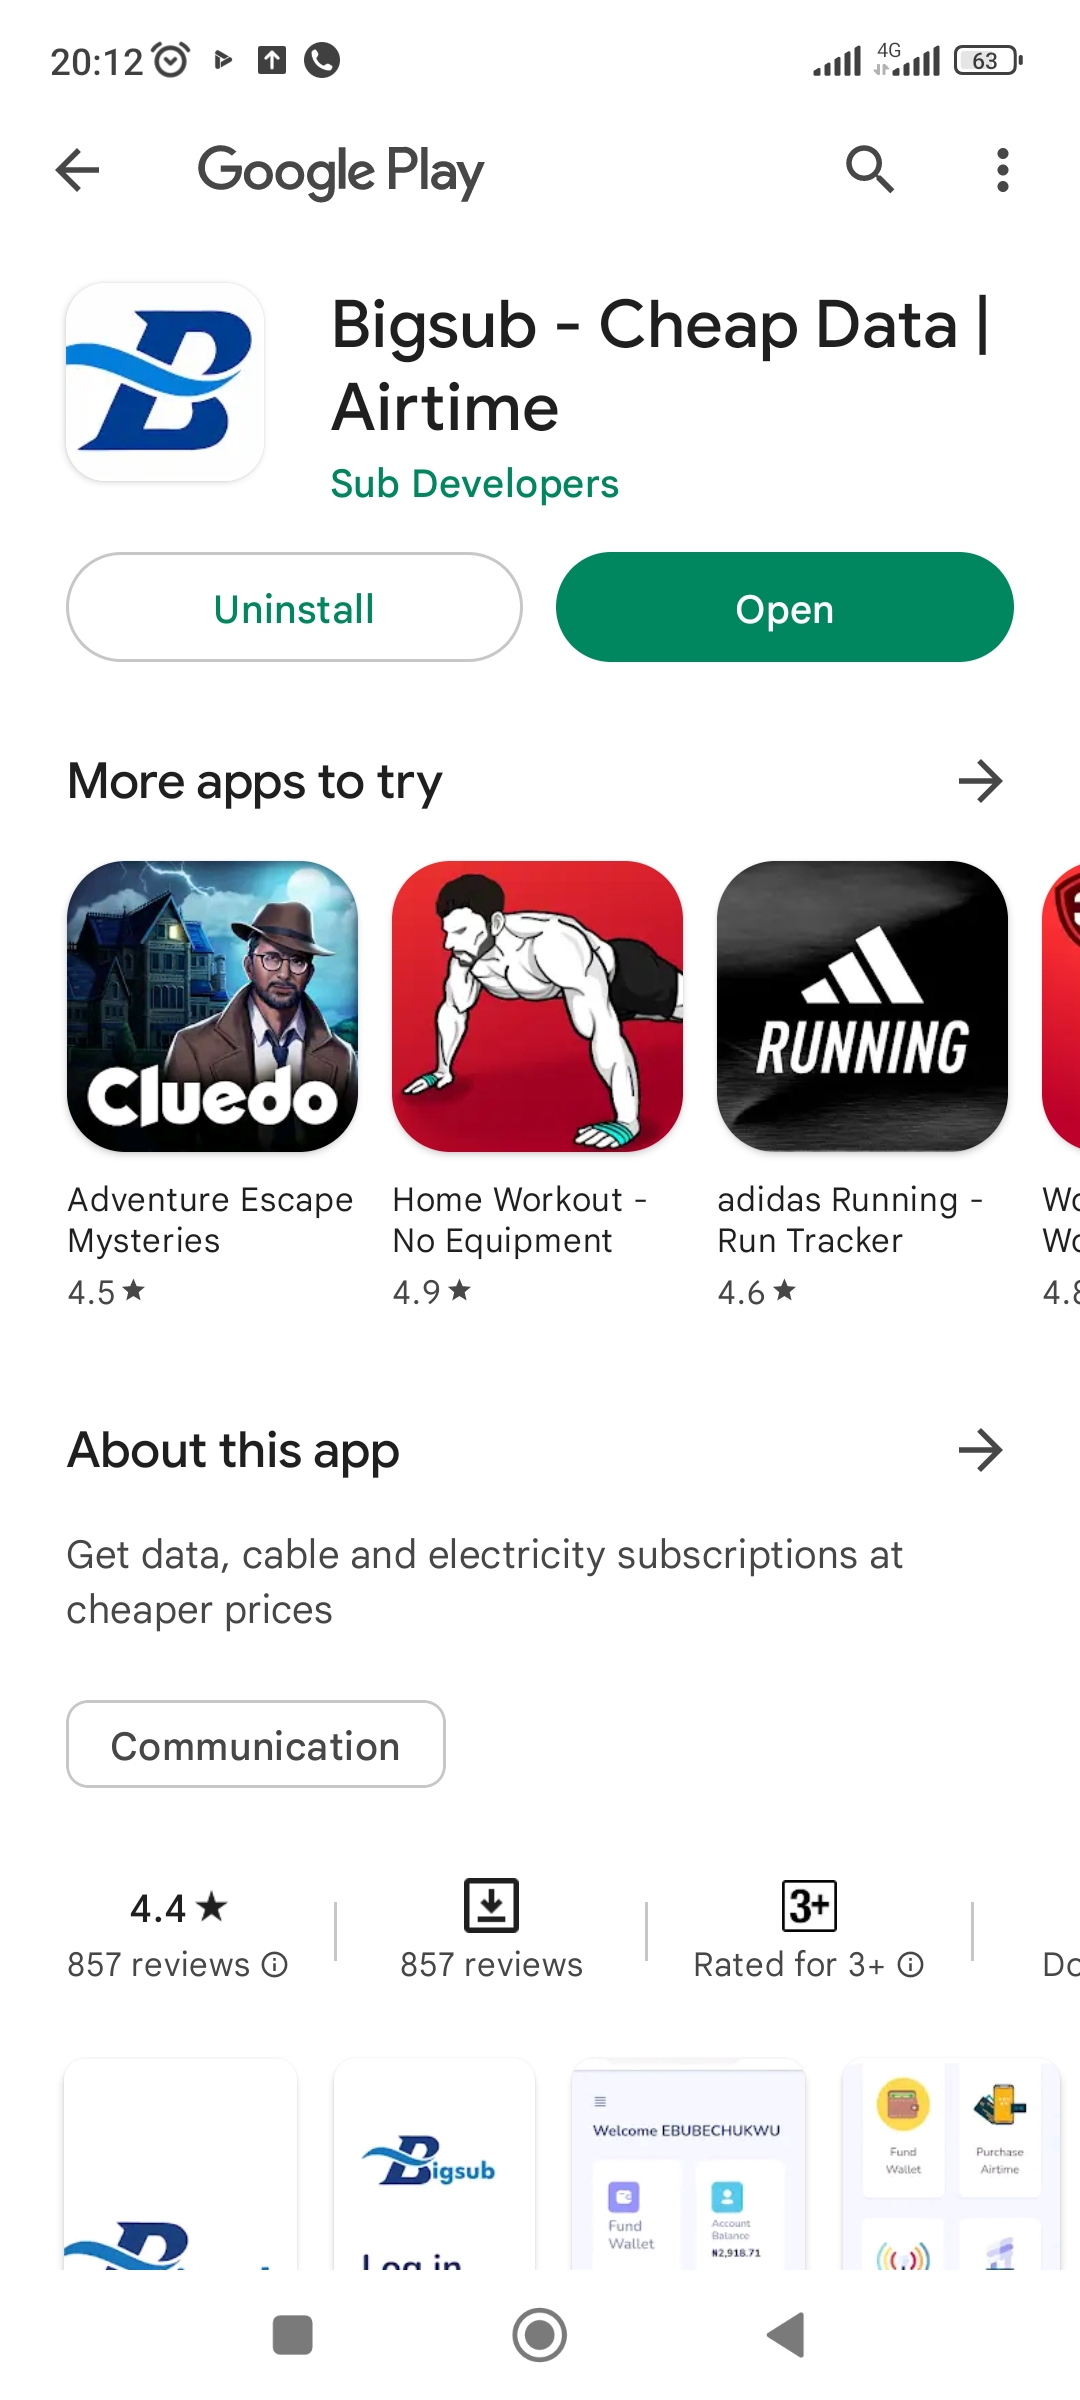 20:12
4G
63
Google Play
Bigsub - Cheap Data |
Airtime
Sub Developers
Uninstall
Open
More apps to try
Cluedo
RUNNING
Adventure Escape
Mysteries
4.5★
Home Workout -
No Equipment
4.9★
adidas Running -
Run Tracker
4.6★
Wo
Wo
4.8
About this app
Get data, cable and electricity subscriptions at
cheaper prices
Communication
4.4★
857 reviews
857 reviews
3+
Rated for 3+
Do
Bigsub
Log in
Welcome EBUBECHUKWU
Fund
Wallet
Account
Balance
₦2,918.71
Fund
Wallet
Purchase
Airtime